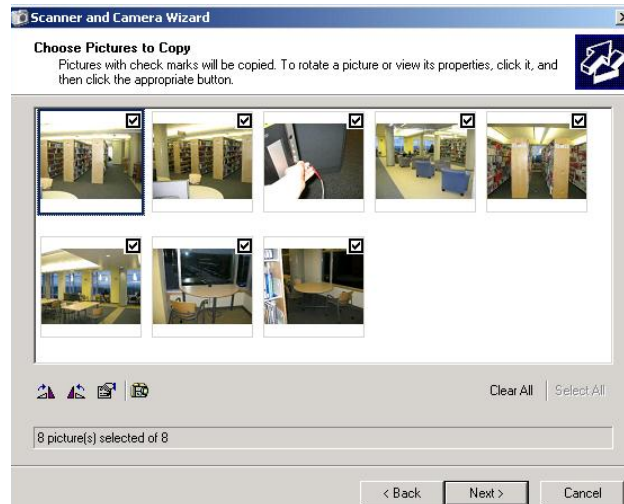 Scanner and Camera Wizard
Choose Pictures to Copy
Pictures with check marks will be copied. To rotate a picture or view its properties, click it, and
then click the appropriate button.
Clear All
Select All
8 picture(s) selected of 8
< Back
Next >
Cancel